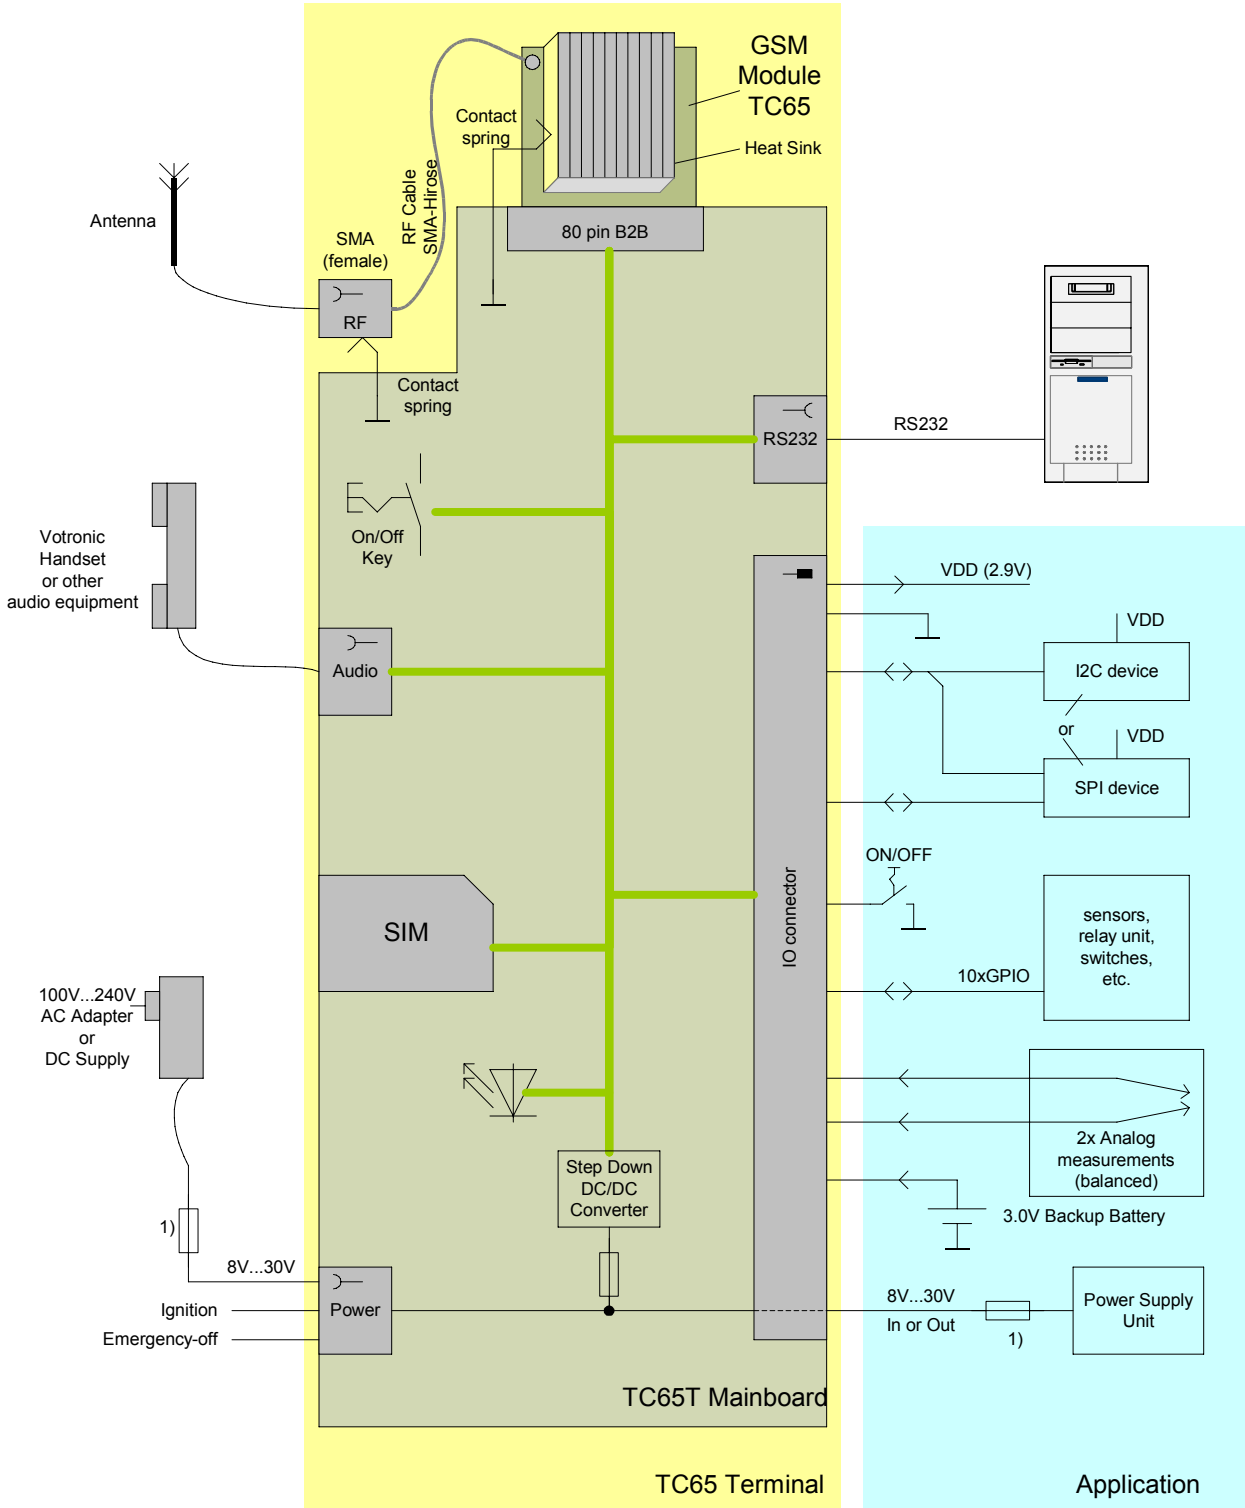 GSM
Module
TC65
Heat Sink
Contact
spring
RF Cable
SMA-Hirose
80 pin B2B
Antenna
SMA
(female)
RF
Contact
spring
RS232
RS232
On/Off
Key
Votronic
Handset
or other
audio equipment
Audio
IO connector
VDD (2.9V)
VDD
I2C device
or
VDD
SPI device
ON/OFF
SIM
sensors,
relay unit,
switches,
etc.
10xGPIO
100V...240V
AC Adapter
or
DC Supply
2x Analog
measurements
(balanced)
Step Down
DC/DC
Converter
3.0V Backup Battery
1)
8V...30V
Ignition
Emergency-off
Power
8V...30V
In or Out
1)
Power Supply
Unit
TC65T Mainboard
TC65 Terminal
Application